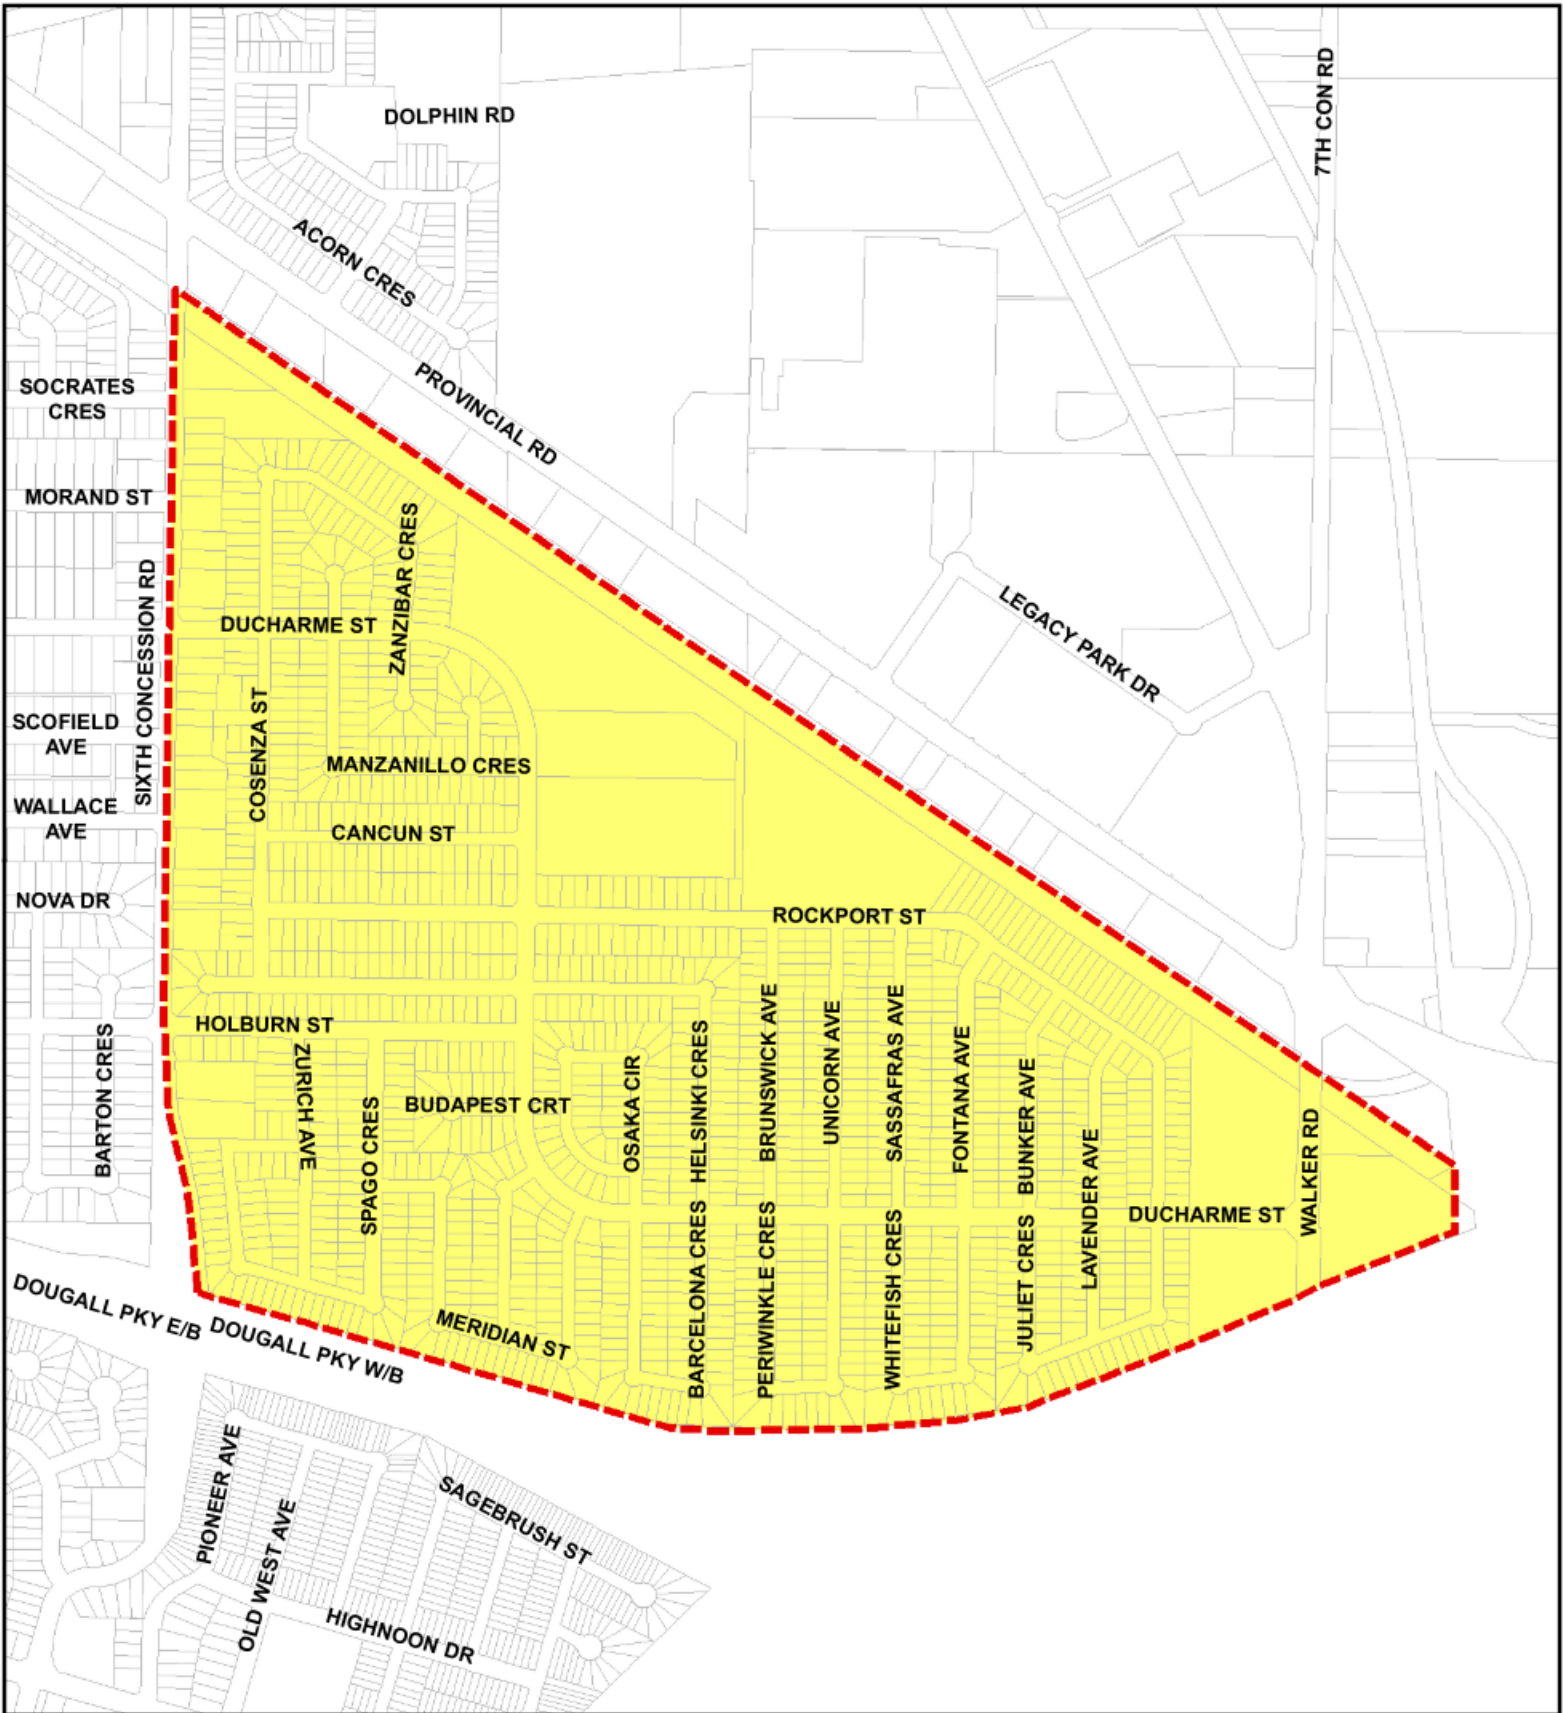 7TH CON RD
DOLPHIN RD
ACORN CRES
SOCRATES
CRES
PROVINCIAL RD
MORAND ST
ZANZIBAR CRES
SIXTH CONCESSION RD
DUCHARME ST
LEGACY PARK DR
COSENZA ST
SCOFIELD
AVE
MANZANILLO CRES
WALLACE
AVE
CANCUN ST
NOVA DR
ROCKPORT ST
HOLBURN ST
BARTON CRES
ZURICH AVE
SPAGO CRES
BUDAPEST CRT
OSAKA CIR
HELSINKI CRES
BRUNSWICK AVE
UNICORN AVE
SASSAFRAS AVE
FONTANA AVE
BUNKER AVE
LAVENDER AVE
WALKER RD
DUCHARME ST
BARCELONA CRES
PERIWINKLE CRES
WHITEFISH CRES
JULIET CRES
DOUGALL PKY E/B
DOUGALL PKY W/B
MERIDIAN ST
PIONEER AVE
OLD WEST AVE
SAGEBRUSH ST
HIGHNOON DR